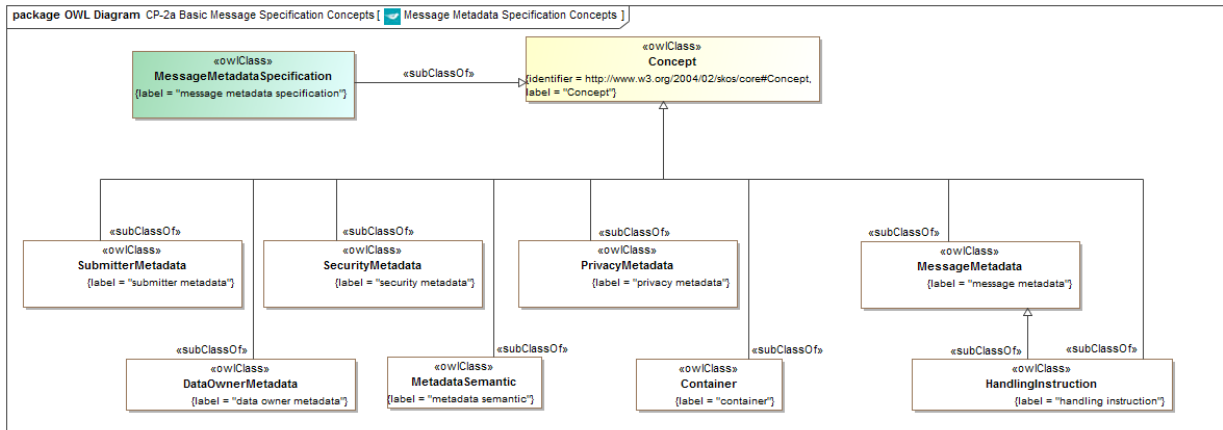 package OWL Diagram CP-2a Basic Message Specification Concepts [ Message Metadata Specification Concepts ]
«owlClass»
MessageMetadataSpecification
{label = "message metadata specification"}
«subClassOf»
«owlClass»
Concept
{identifier = http://www.w3.org/2004/02/skos/core#Concept,
label = "Concept"}
«subClassOf»
«owlClass»
SubmitterMetadata
{label = "submitter metadata"}
«subClassOf»
«owlClass»
SecurityMetadata
{label = "security metadata"}
«subClassOf»
«owlClass»
PrivacyMetadata
{label = "privacy metadata"}
«subClassOf»
«owlClass»
MessageMetadata
{label = "message metadata"}
«subClassOf»
«owlClass»
DataOwnerMetadata
{label = "data owner metadata"}
«subClassOf»
«owlClass»
MetadataSemantic
{label = "metadata semantic"}
«subClassOf»
«owlClass»
Container
{label = "container"}
«subClassOf»
«subClassOf»
«owlClass»
HandlingInstruction
{label = "handling instruction"}